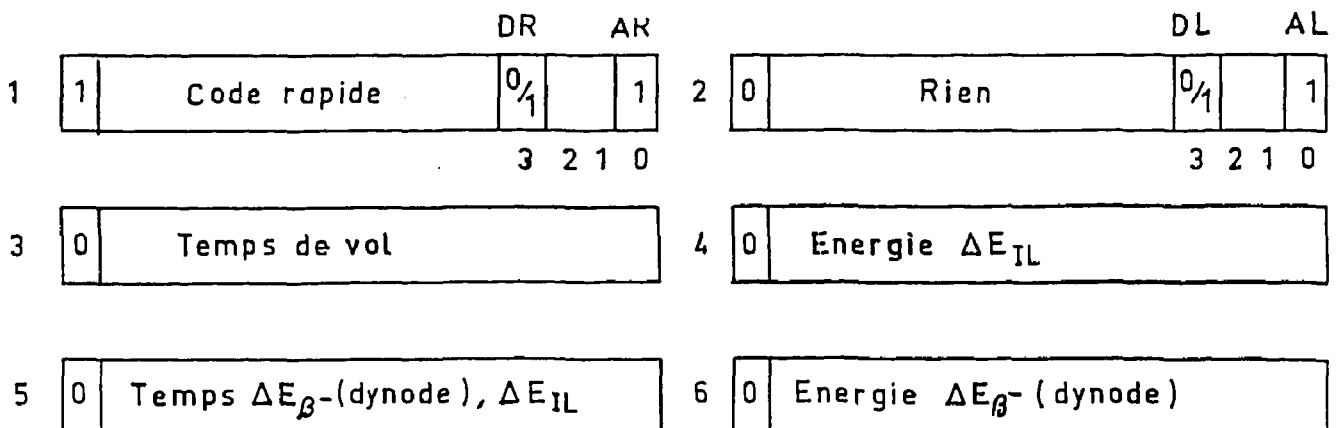 DR AR DL AL
1 1 Code rapide 0/1 1 2 0 Rien 0/1 1
3 2 1 0 3 2 1 0
3 0 Temps de vol 4 0 Energie ΔE_IL
5 0 Temps ΔE_β-(dynode), ΔE_IL 6 0 Energie ΔE_β- (dynode)